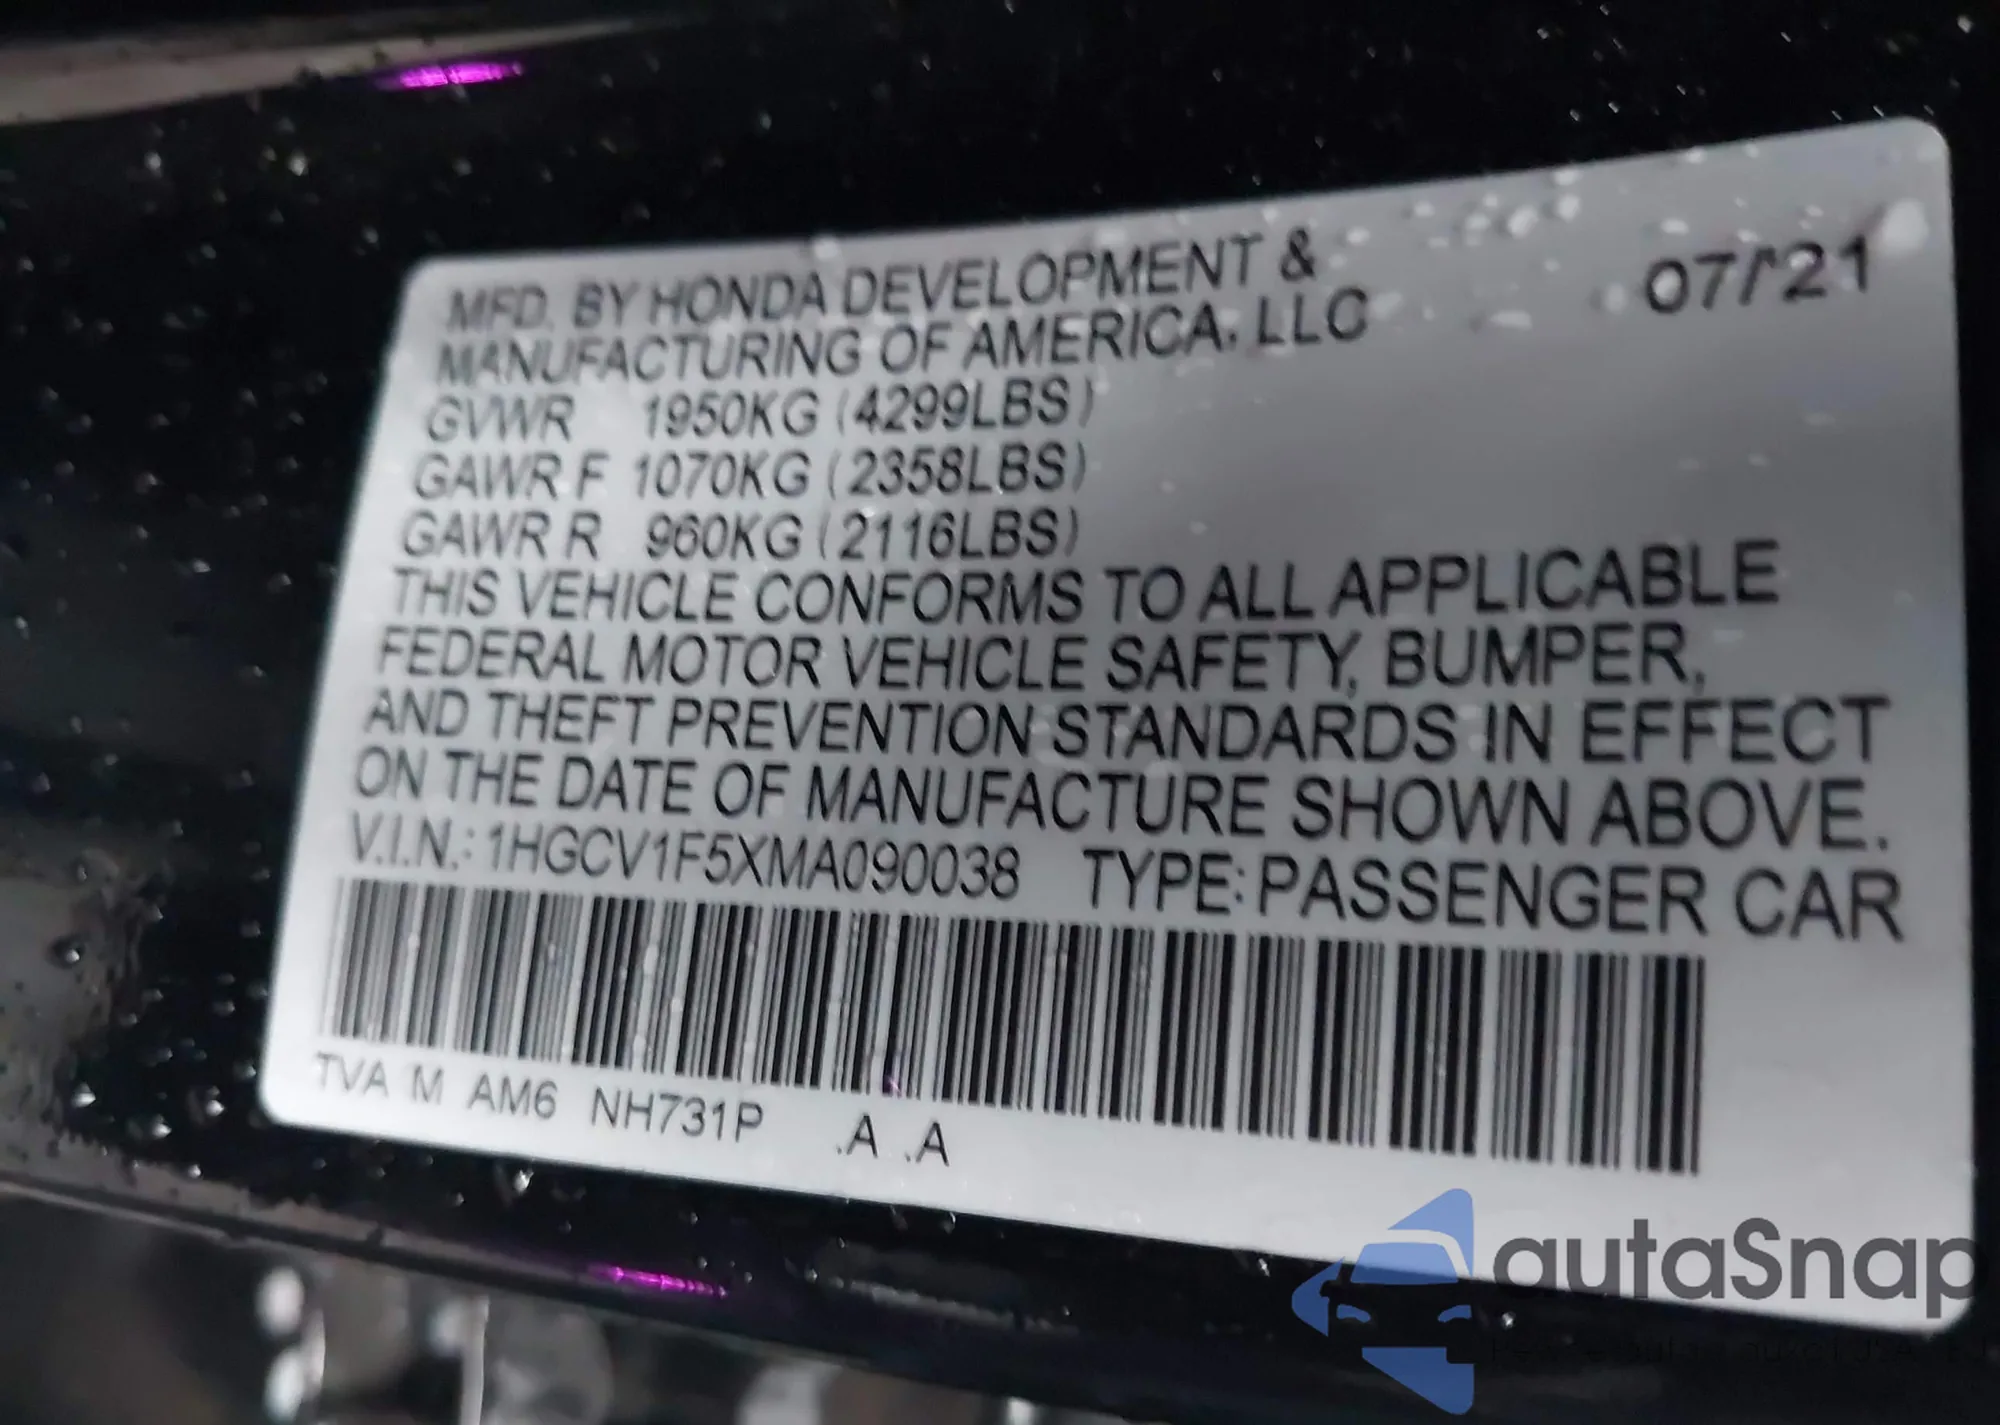 MFD. BY HONDA DEVELOPMENT &
MANUFACTURING OF AMERICA, LLC
07/'21
GVWR 1950KG (4299LBS)
GAWR F 1070KG (2358LBS)
GAWR R 960KG (2116LBS)
THIS VEHICLE CONFORMS TO ALL APPLICABLE
FEDERAL MOTOR VEHICLE SAFETY, BUMPER,
AND THEFT PREVENTION STANDARDS IN EFFECT
ON THE DATE OF MANUFACTURE SHOWN ABOVE.
V.I.N.: 1HGCV1F5XMA090038 TYPE: PASSENGER CAR
TVA M AM6 NH731P .A .A
autaSnap